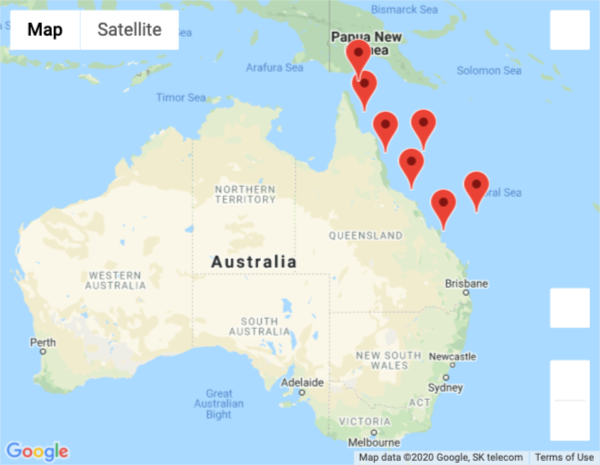 Map Satellite
Bismarck Sea
Papua New
nea
Arafura Sea
Solomon Sea
Timor Sea
NORTHERN
TERRITORY
ral Sea
QUEENSLAND
Australia
WESTERN
AUSTRALIA
Brisbane
SOUTH
AUSTRALIA
Perth
NEW SOUTH
WALES
Newcastle
Great
Australian
Bight
Adelaide
Sydney
ACT
VICTORIA
Melbourne
Google
Map data ©2020 Google, SK telecom Terms of Use